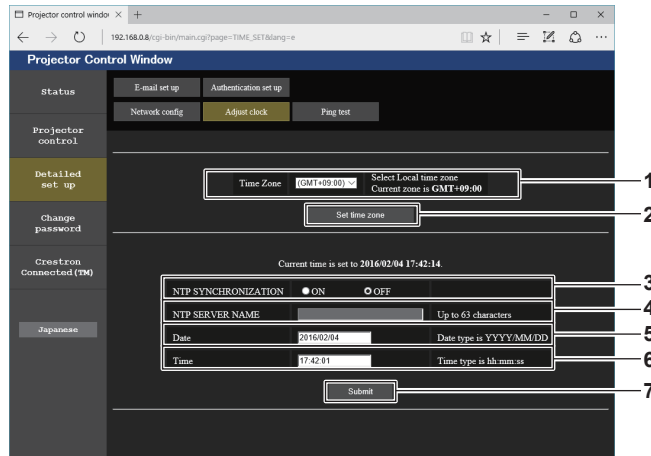 Projector control window
192.168.0.8/cgi-bin/main.cgi?page=TIME_SET&lang=e
Projector Control Window
Status
E-mail set up
Authentication set up
Network config
Adjust clock
Ping test
Projector
control
Detailed
set up
Change
password
Crestron
Connected(TM)
Japanese
Time Zone
(GMT+09:00)
Select Local time zone
Current zone is GMT+09:00
1
Set time zone
2
Current time is set to 2016/02/04 17:42:14.
NTP SYNCHRONIZATION
ON
OFF
3
NTP SERVER NAME
Up to 63 characters
4
Date
2016/02/04
Date type is YYYY/MM/DD
5
Time
17:42:01
Time type is hh:mm:ss
6
Submit
7